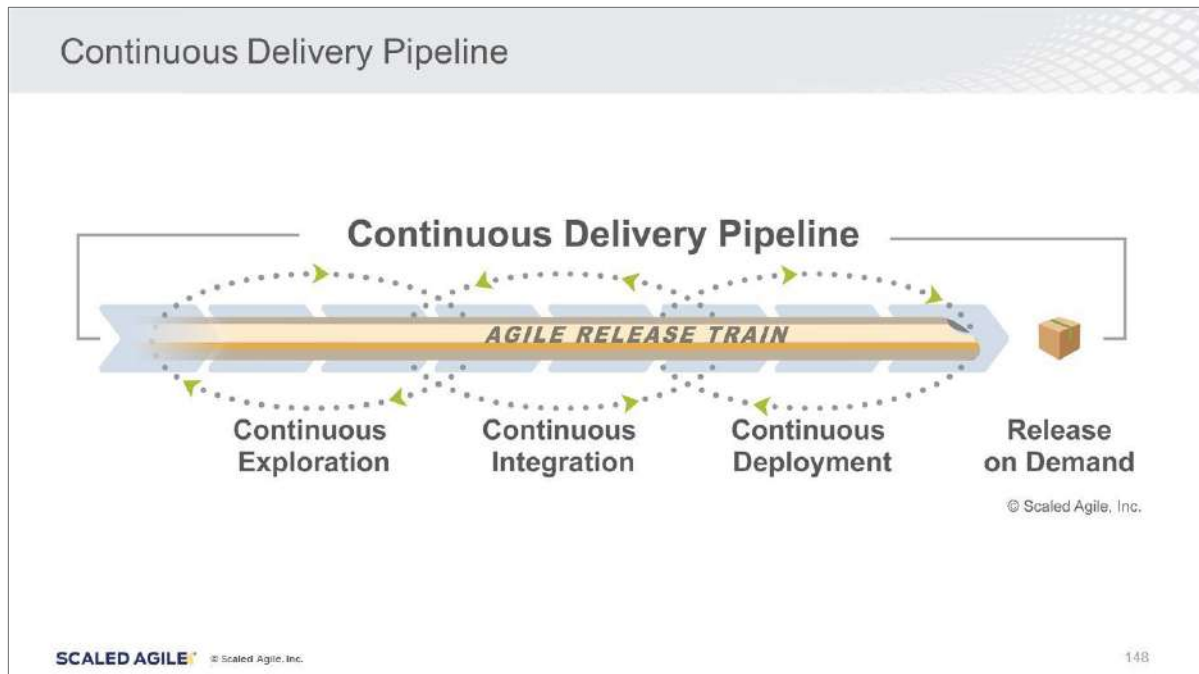 Continuous Delivery Pipeline
Continuous Delivery Pipeline
AGILE RELEASE TRAIN
Continuous
Exploration
Continuous
Integration
Continuous
Deployment
Release
on Demand
© Scaled Agile, Inc.
SCALED AGILE © Scaled Agile, Inc.
148